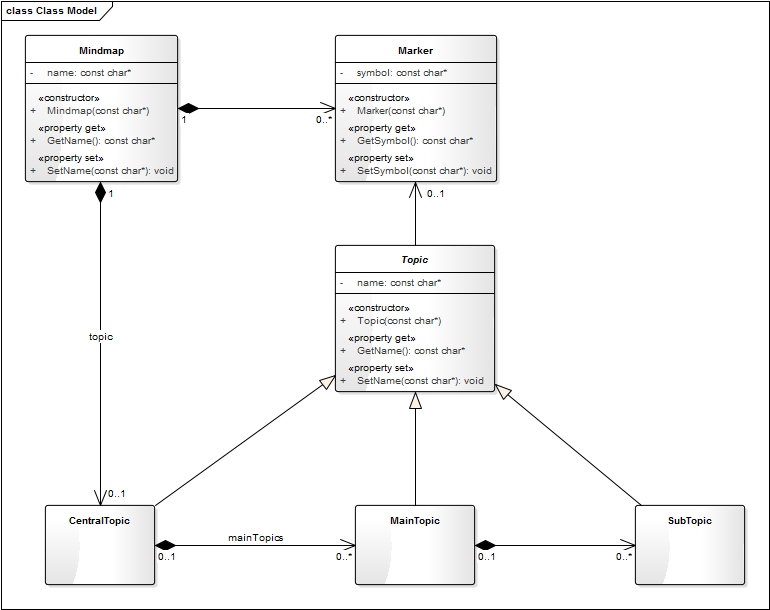 class Class Model
Mindmap
- name: const char*
«constructor»
+ Mindmap(const char*)
«property get»
+ GetName(): const char*
«property set»
+ SetName(const char*): void
1
0..*
Marker
- symbol: const char*
«constructor»
+ Marker(const char*)
«property get»
+ GetSymbol(): const char*
«property set»
+ SetSymbol(const char*): void
1
0..1
Topic
- name: const char*
«constructor»
+ Topic(const char*)
«property get»
+ GetName(): const char*
«property set»
+ SetName(const char*): void
topic
0..1
CentralTopic
0..1
mainTopics
0..*
MainTopic
0..1
0..*
SubTopic